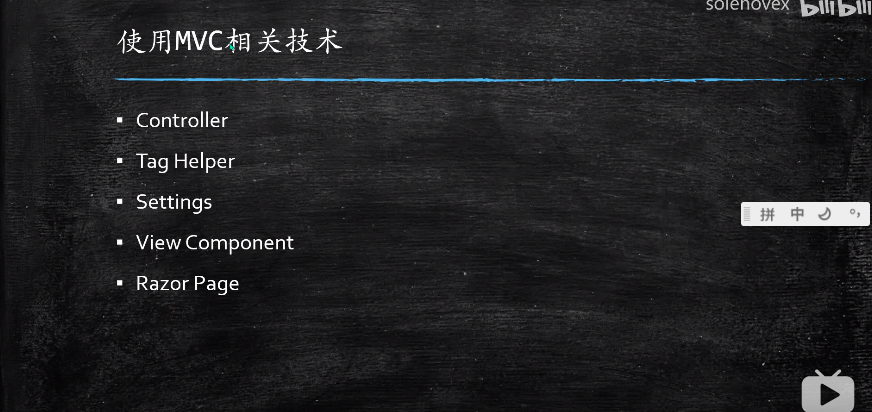 solenovex bilibili
使用MVC相关技术
Controller
Tag Helper
Settings
View Component
Razor Page
拼 中